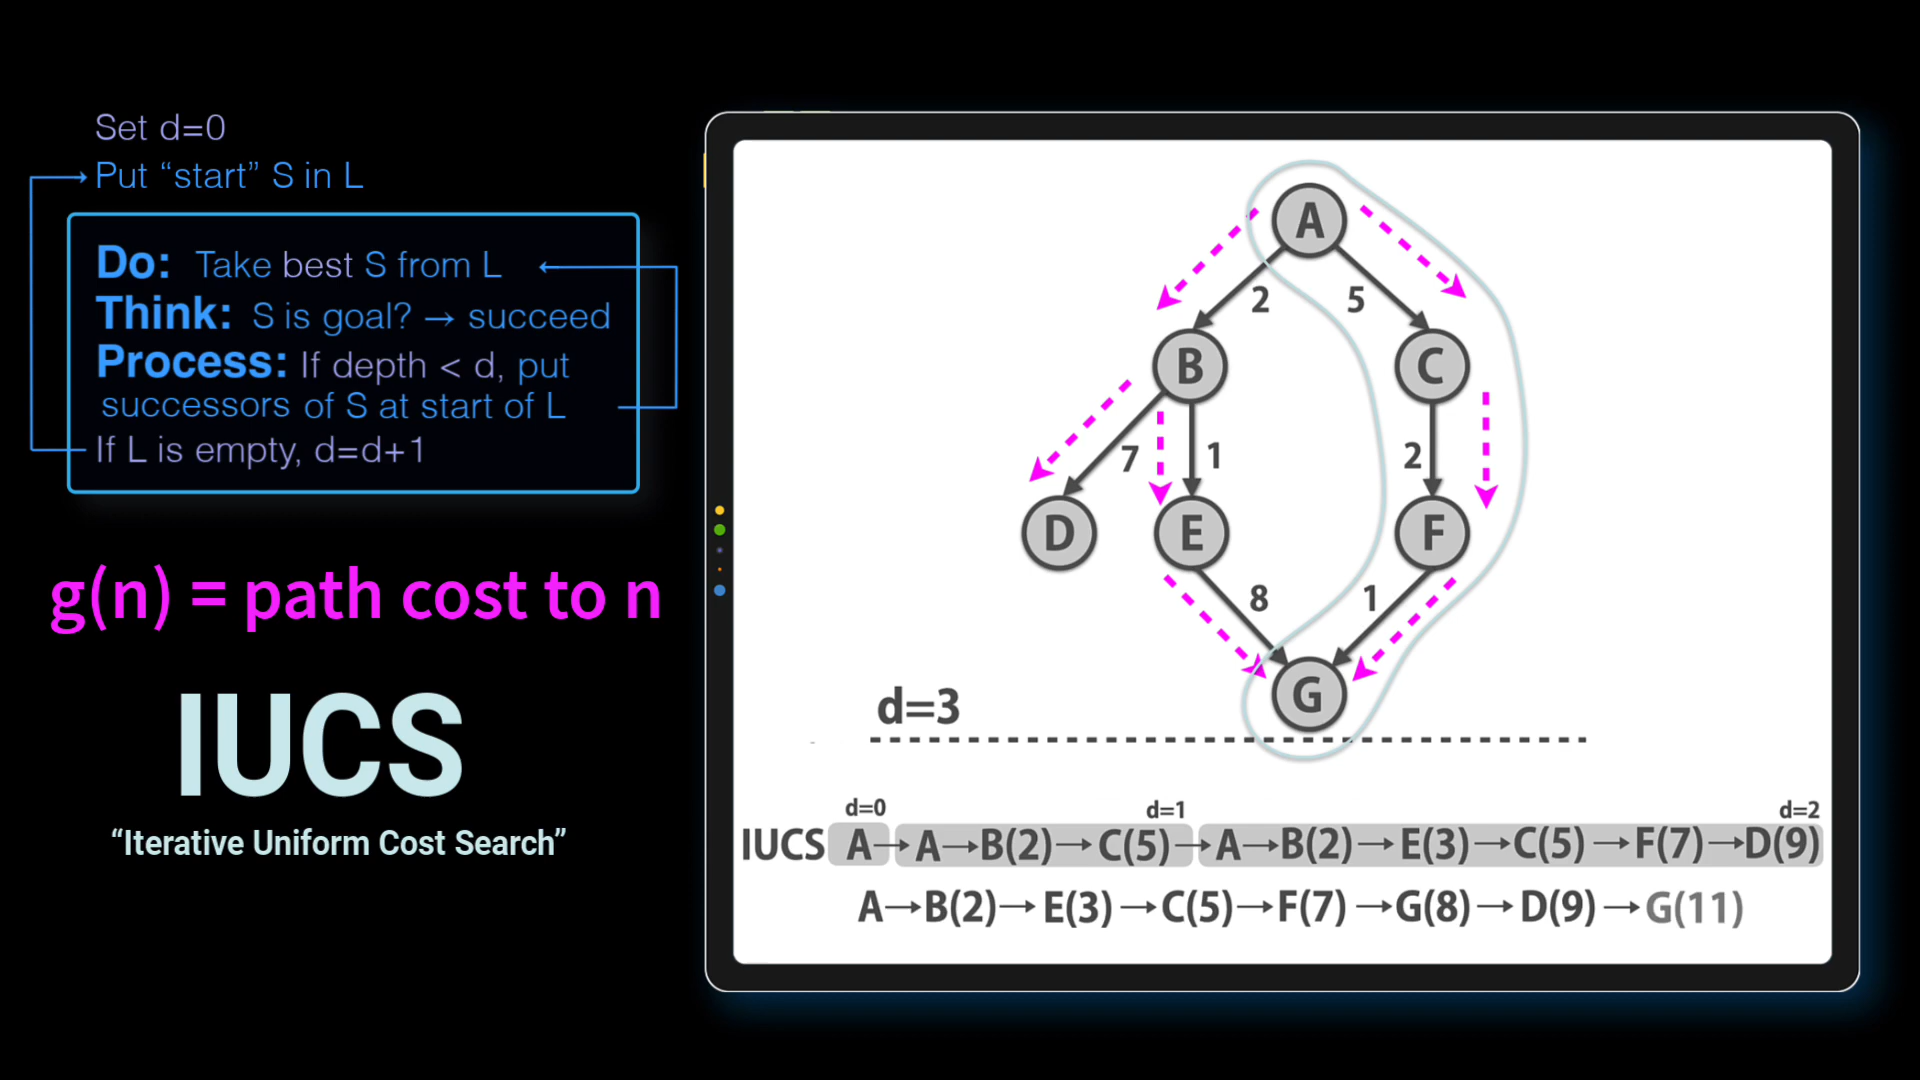 Set d=0
Put “start” S in L
Do: Take best S from L
Think: S is goal? → succeed
Process: If depth < d, put
successors of S at start of L
If L is empty, d=d+1
g(n) = path cost to n
IUCS
“Iterative Uniform Cost Search”
A
2 5
B C
7 1 2
D E F
8 1
G
d=3
d=0 d=1 d=2
IUCS A→A→B(2)→C(5)→A→B(2)→E(3)→C(5)→F(7)→D(9)
A→B(2)→E(3)→C(5)→F(7)→G(8)→D(9)→G(11)